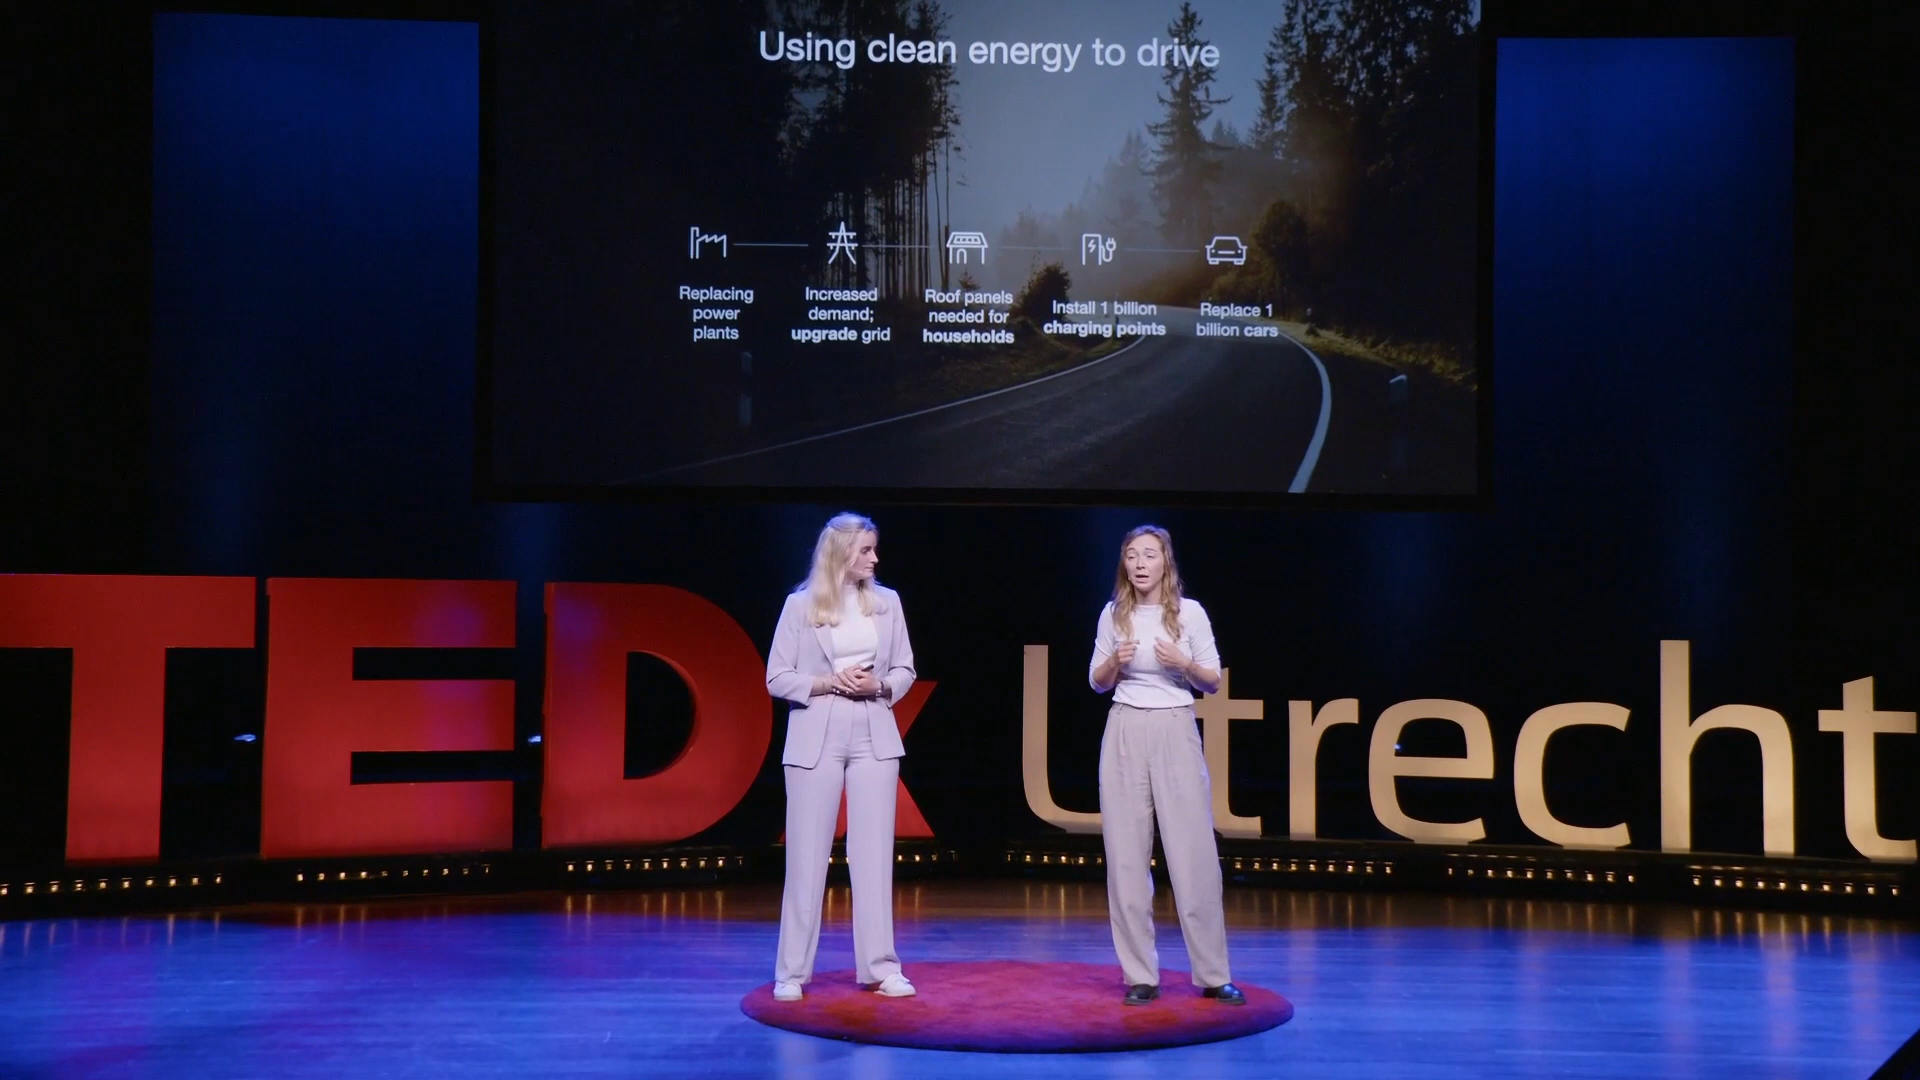 Using clean energy to drive
Replacing
power
plants
Increased
demand;
upgrade grid
Roof panels
needed for
households
Install 1 billion
charging points
Replace 1
billion cars
TEDx Utrecht